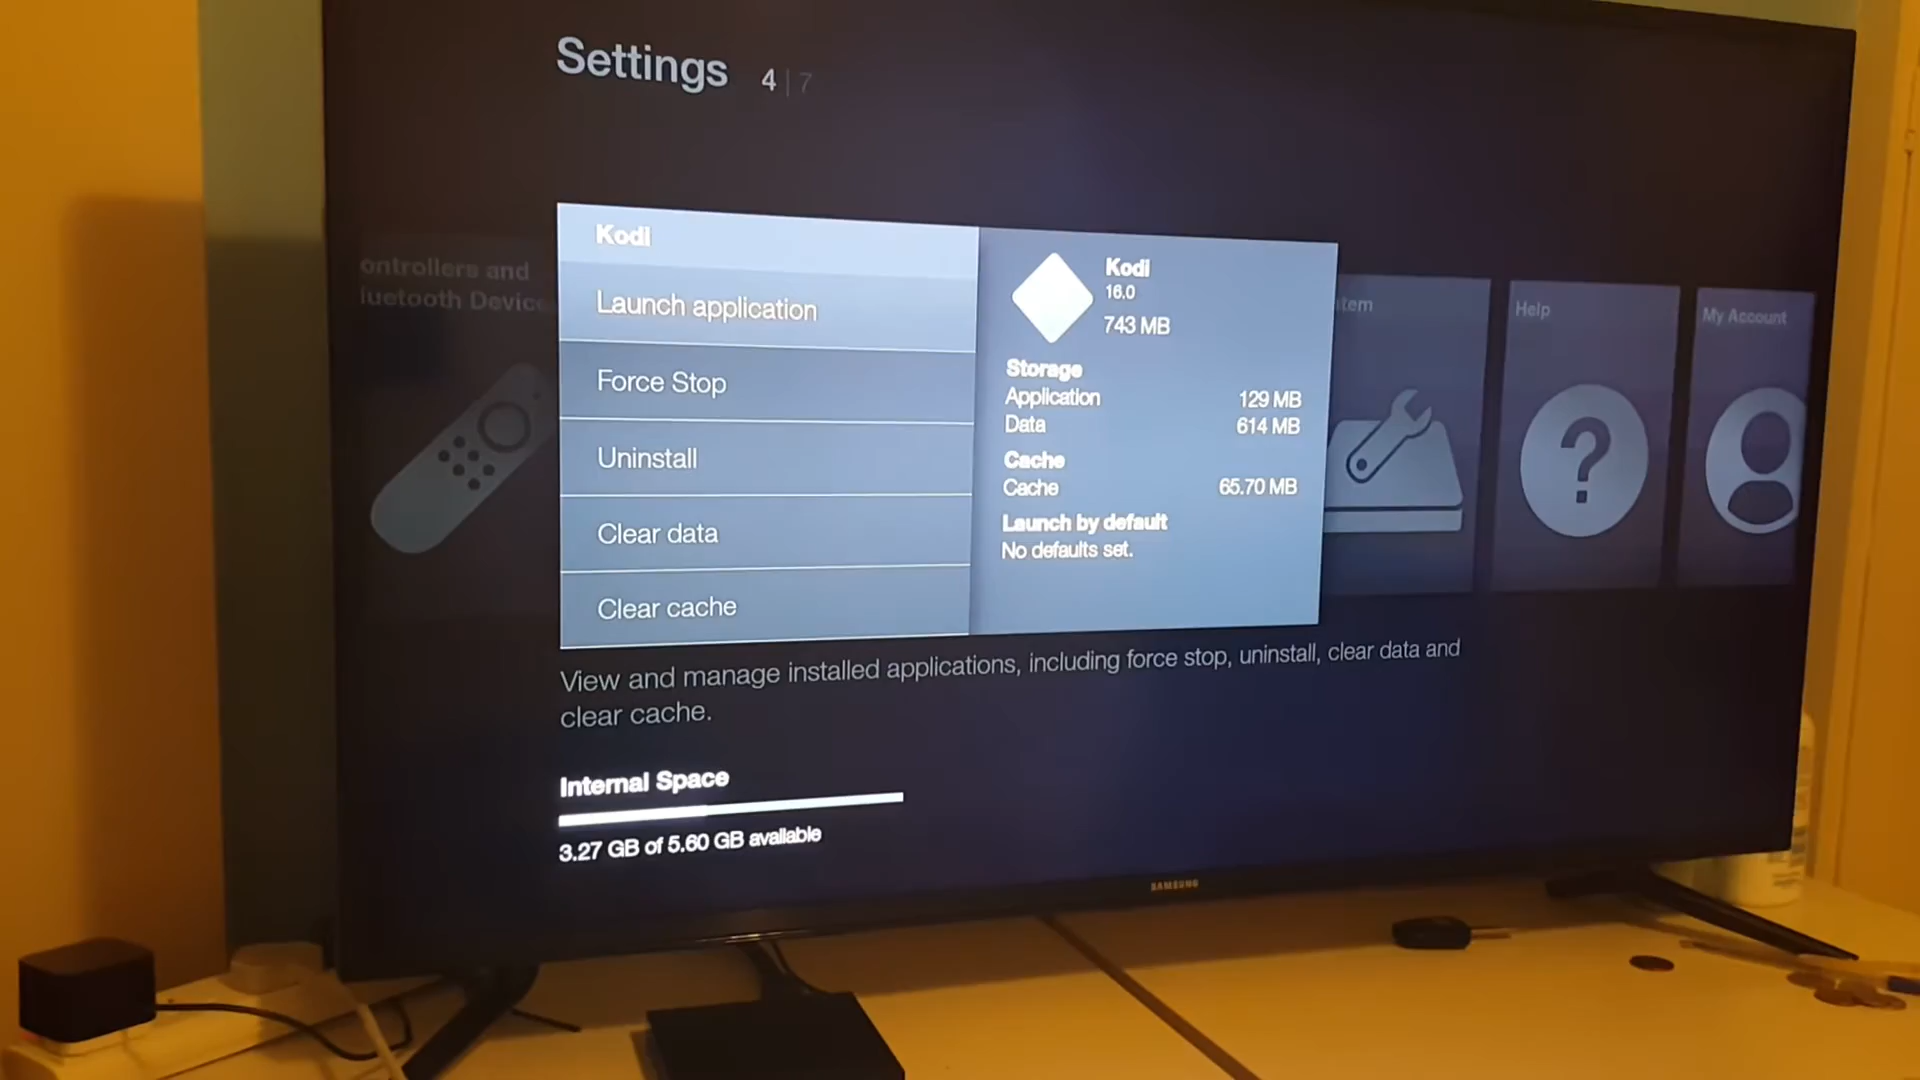 Settings 4 | 7
ontrollers and
luetooth Device
Kodi
Launch application
Force Stop
Uninstall
Clear data
Clear cache
Kodi
16.0
743 MB
Storage
Application 129 MB
Data 614 MB
Cache
Cache 65.70 MB
Launch by default
No defaults set.
tem
Help
?
My Account
View and manage installed applications, including force stop, uninstall, clear data and
clear cache.
Internal Space
3.27 GB of 5.60 GB available
SAMSUNG